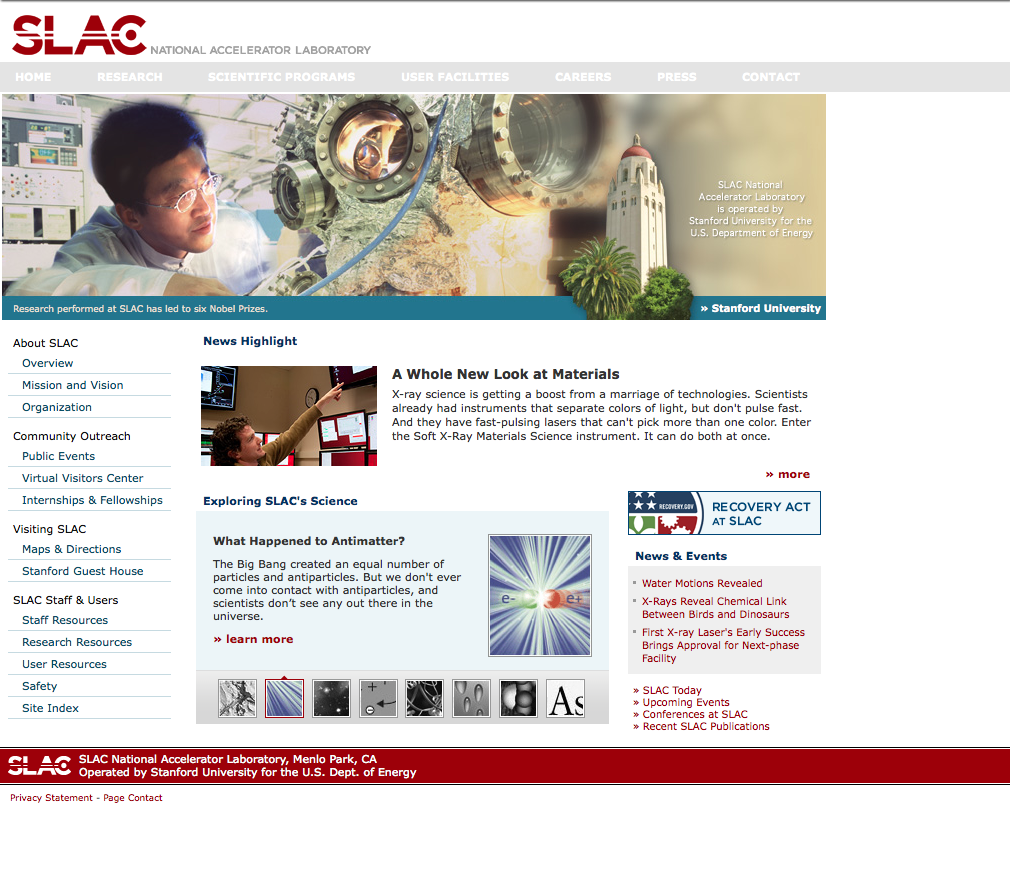 SLAC
NATIONAL ACCELERATOR LABORATORY
HOME RESEARCH SCIENTIFIC PROGRAMS USER FACILITIES CAREERS PRESS CONTACT
SLAC National
Accelerator Laboratory
is operated by
Stanford University for the
U.S. Department of Energy
Research performed at SLAC has led to six Nobel Prizes.
» Stanford University
About SLAC
Overview
Mission and Vision
Organization
Community Outreach
Public Events
Virtual Visitors Center
Internships & Fellowships
Visiting SLAC
Maps & Directions
Stanford Guest House
SLAC Staff & Users
Staff Resources
Research Resources
User Resources
Safety
Site Index
News Highlight
A Whole New Look at Materials
X-ray science is getting a boost from a marriage of technologies. Scientists
already had instruments that separate colors of light, but don't pulse fast.
And they have fast-pulsing lasers that can't pick more than one color. Enter
the Soft X-Ray Materials Science instrument. It can do both at once.
» more
Exploring SLAC's Science
What Happened to Antimatter?
The Big Bang created an equal number of
particles and antiparticles. But we don't ever
come into contact with antiparticles, and
scientists don’t see any out there in the
universe.
» learn more
e- e+
As
RECOVERY.GOV
RECOVERY ACT
AT SLAC
News & Events
Water Motions Revealed
X-Rays Reveal Chemical Link
Between Birds and Dinosaurs
First X-ray Laser's Early Success
Brings Approval for Next-phase
Facility
» SLAC Today
» Upcoming Events
» Conferences at SLAC
» Recent SLAC Publications
SLAC
SLAC National Accelerator Laboratory, Menlo Park, CA
Operated by Stanford University for the U.S. Dept. of Energy
Privacy Statement - Page Contact